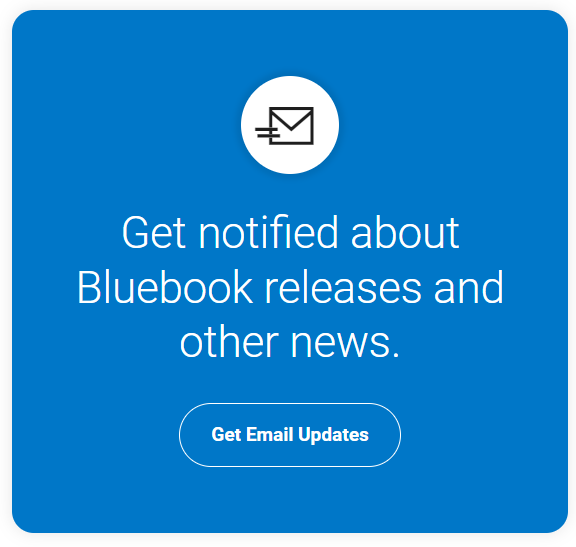 Get notified about
Bluebook releases and
other news.
Get Email Updates